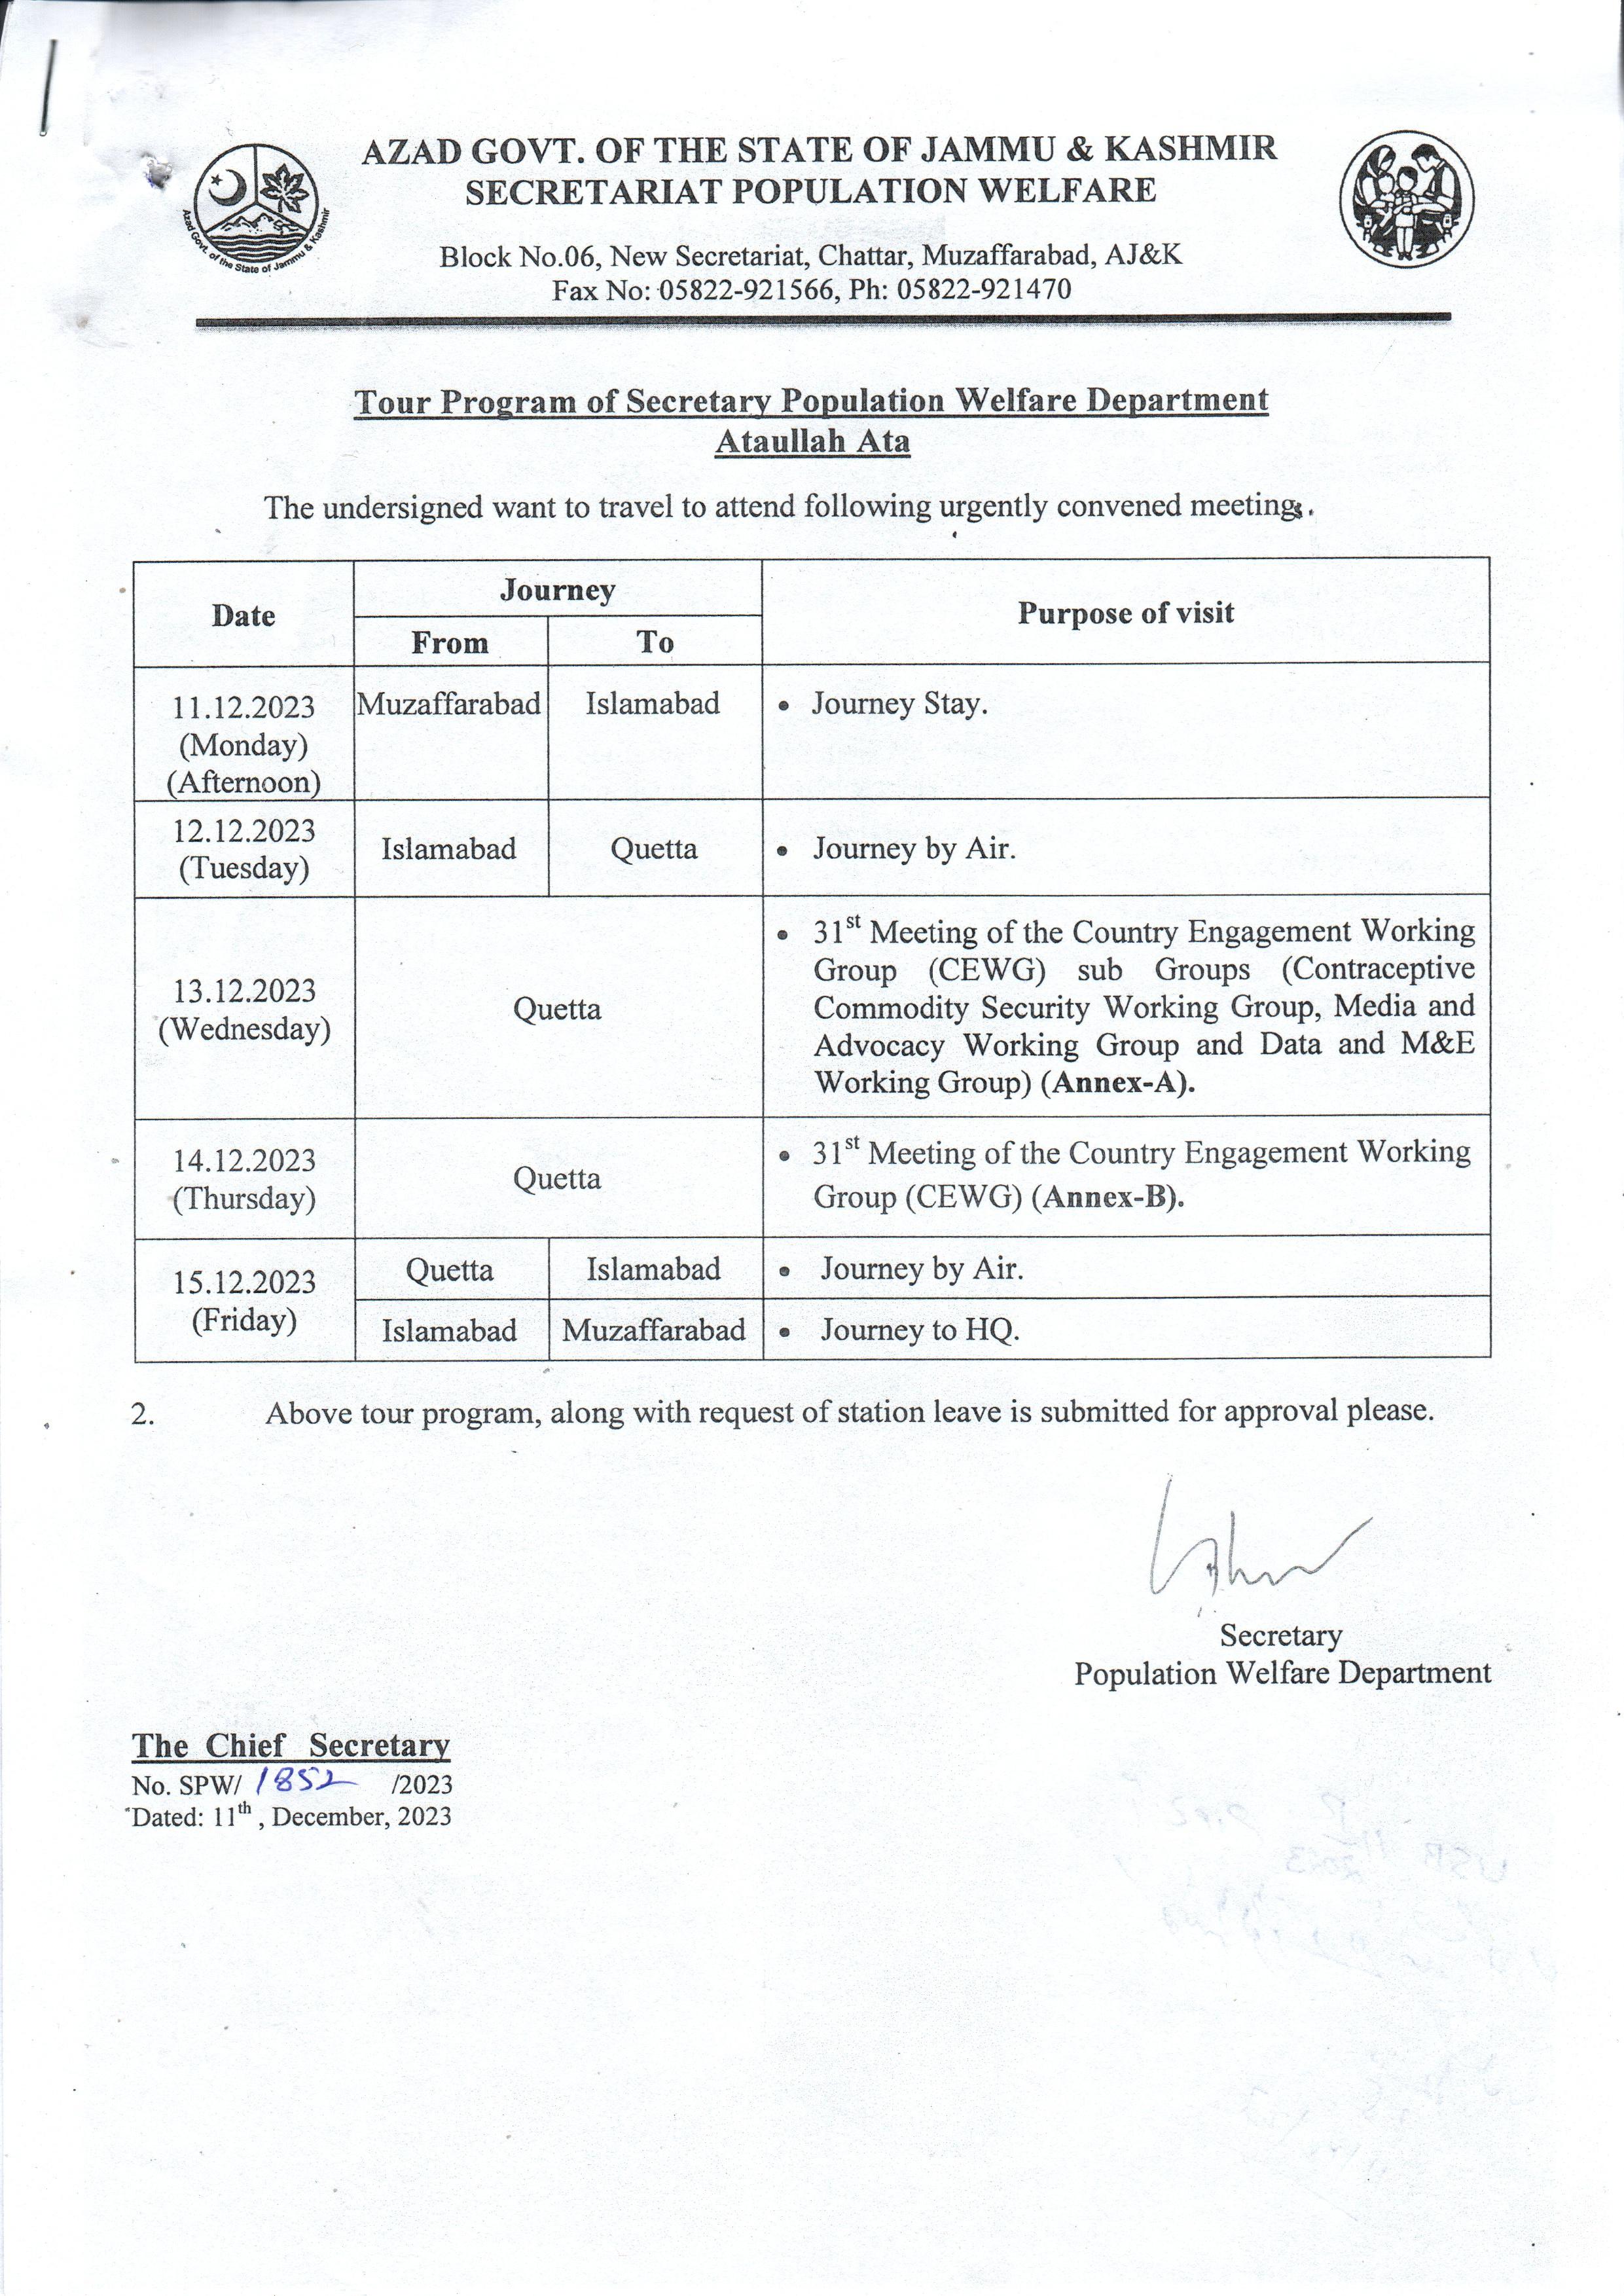 AZAD GOVT. OF THE STATE OF JAMMU & KASHMIR
SECRETARIAT POPULATION WELFARE
Azad Govt. of the State of Jammu & Kashmir
Block No.06, New Secretariat, Chattar, Muzaffarabad, AJ&K
Fax No: 05822-921566, Ph: 05822-921470
Tour Program of Secretary Population Welfare Department
Ataullah Ata
The undersigned want to travel to attend following urgently convened meetings.
Date
Journey
Purpose of visit
From
To
11.12.2023
(Monday)
(Afternoon)
Muzaffarabad
Islamabad
• Journey Stay.
12.12.2023
(Tuesday)
Islamabad
Quetta
• Journey by Air.
13.12.2023
(Wednesday)
Quetta
• 31st Meeting of the Country Engagement Working
Group (CEWG) sub Groups (Contraceptive
Commodity Security Working Group, Media and
Advocacy Working Group and Data and M&E
Working Group) (Annex-A).
14.12.2023
(Thursday)
Quetta
• 31st Meeting of the Country Engagement Working
Group (CEWG) (Annex-B).
15.12.2023
(Friday)
Quetta
Islamabad
• Journey by Air.
Islamabad
Muzaffarabad
• Journey to HQ.
2. Above tour program, along with request of station leave is submitted for approval please.
Secretary
Population Welfare Department
The Chief Secretary
No. SPW/ 1852 /2023
Dated: 11th , December, 2023